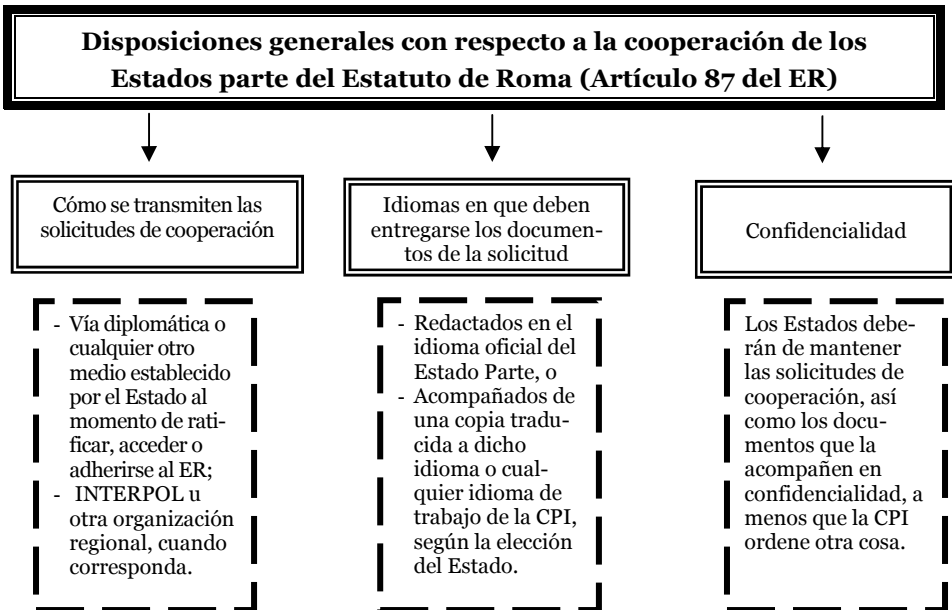 Disposiciones generales con respecto a la cooperación de los
Estados parte del Estatuto de Roma (Artículo 87 del ER)
Cómo se transmiten las
solicitudes de cooperación
Idiomas en que deben
entregarse los documen-
tos de la solicitud
Confidencialidad
- Vía diplomática o
cualquier otro
medio establecido
por el Estado al
momento de rati-
ficar, acceder o
adherirse al ER;
- INTERPOL u
otra organización
regional, cuando
corresponda.
- Redactados en el
idioma oficial del
Estado Parte, o
- Acompañados de
una copia tradu-
cida a dicho
idioma o cual-
quier idioma de
trabajo de la CPI,
según la elección
del Estado.
Los Estados debe-
rán de mantener
las solicitudes de
cooperación, así
como los docu-
mentos que la
acompañen en
confidencialidad, a
menos que la CPI
ordene otra cosa.